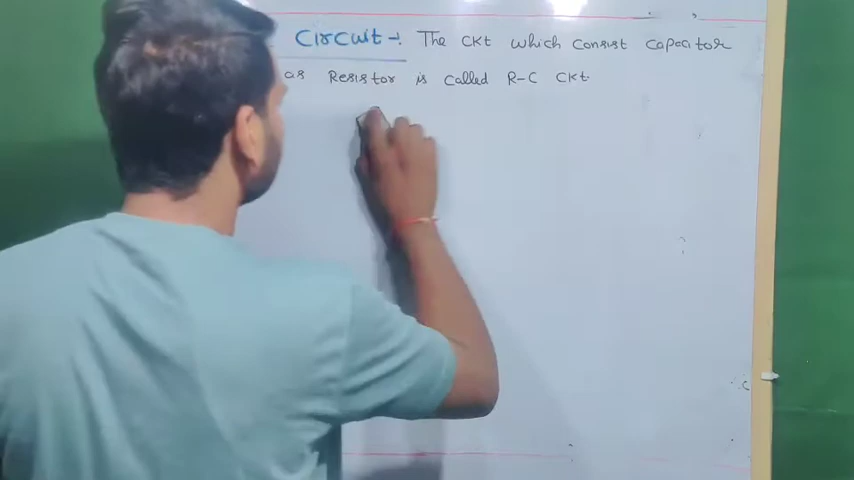 Circuit -: The CKt which Consist Capacitor
as Resistor is Called R-C CKt